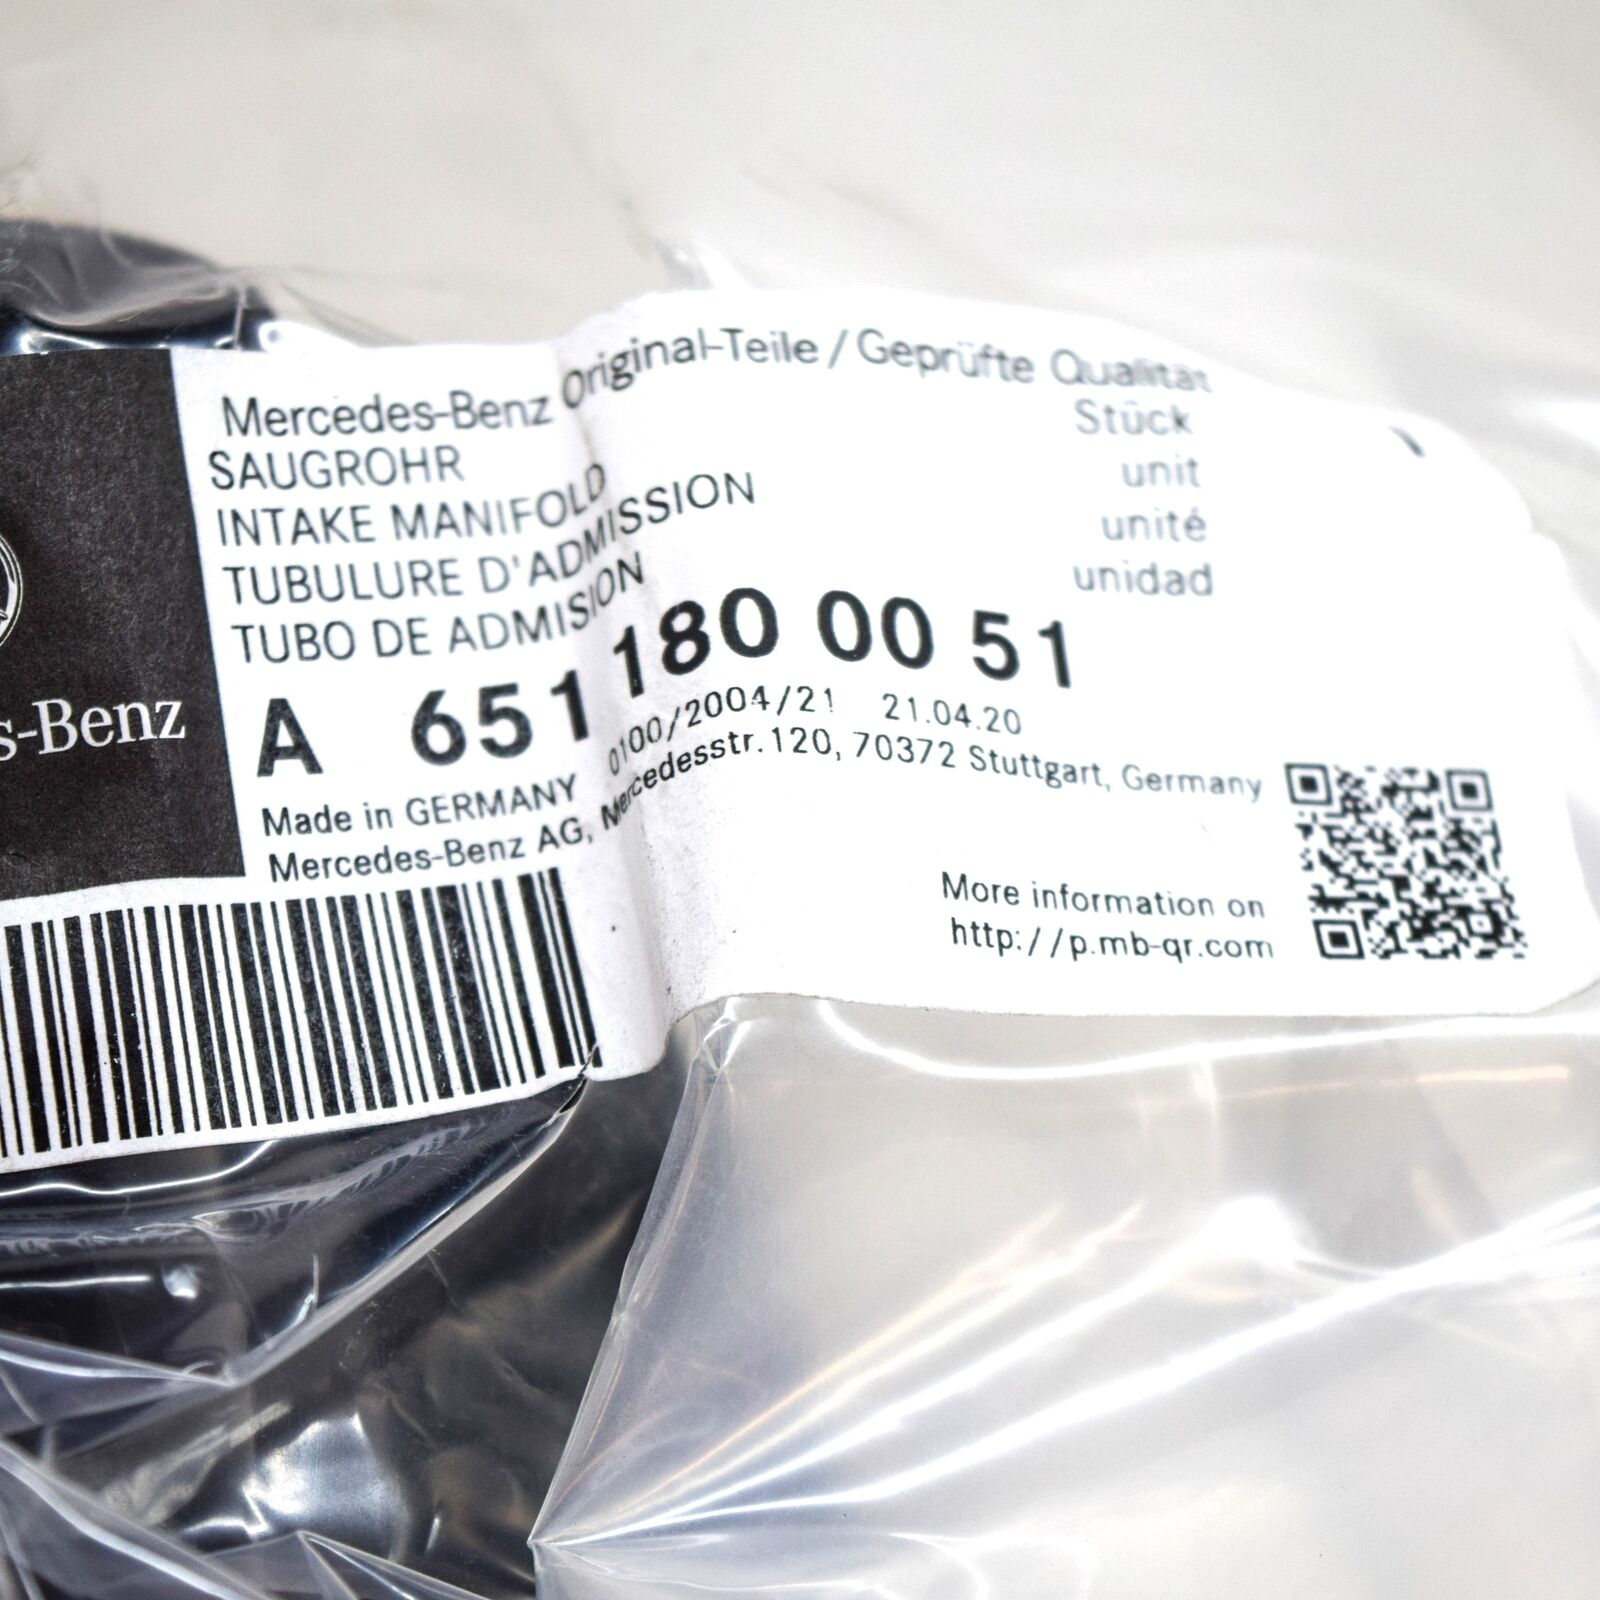 Mercedes-Benz Original-Teile / Geprüfte Qualität
SAUGROHR
INTAKE MANIFOLD
TUBULURE D'ADMISSION
TUBO DE ADMISION
Stück
unit
unité
unidad
A 651 180 00 51
0100/2004/21 21.04.20
Made in GERMANY
Mercedes-Benz AG, Mercedesstr. 120, 70372 Stuttgart, Germany
s-Benz
More information on
http://p.mb-qr.com